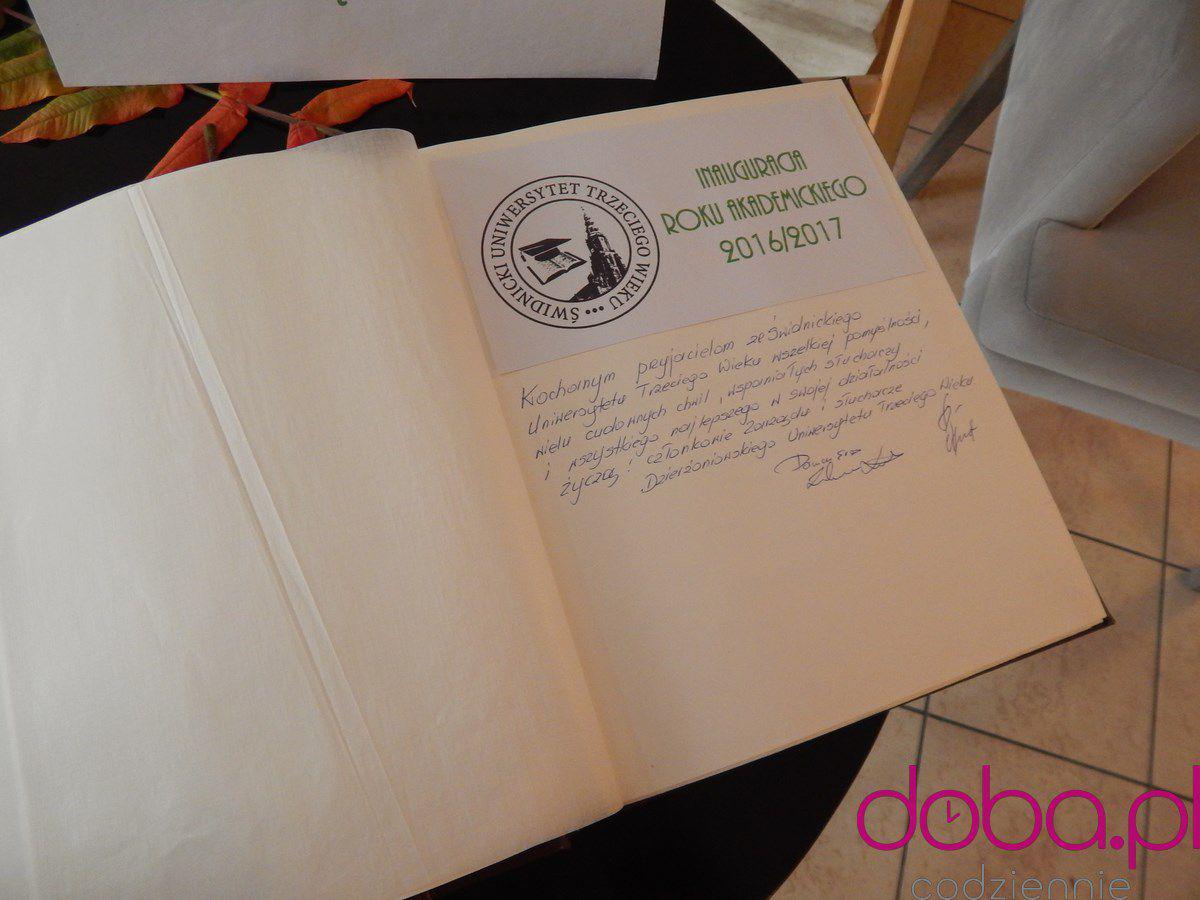 ŚWIDNICKI UNIWERSYTET TRZECIEGO WIEKU
INAUGURACJA
ROKU AKADEMICKIEGO
2016/2017
Kochanym przyjaciołom ze Świdnickiego
Uniwersytetu Trzeciego Wieku wszelkiej pomyślności,
wielu cudownych chwil, wspaniałych słuchaczy
i wszystkiego najlepszego w swojej działalności
życzą: członkowie Zarządu i słuchacze
Dzierżoniowskiego Uniwersytetu Trzeciego Wieku
doba.pl
codziennie